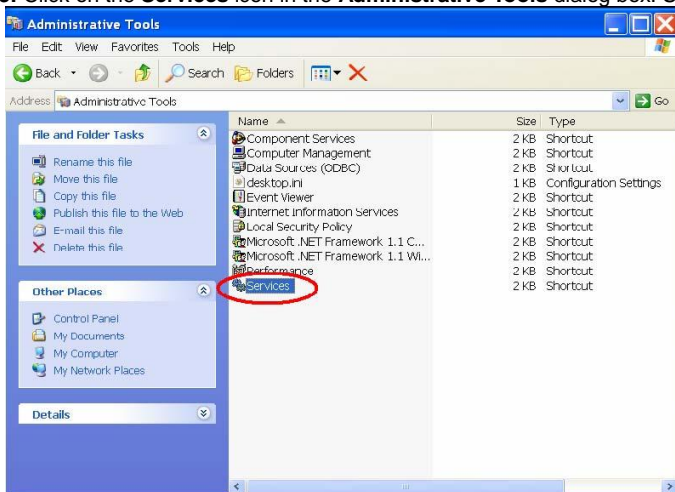 Click on the Services icon in the Administrative Tools dialog box.
Administrative Tools
File Edit View Favorites Tools Help
Back Search Folders
Address Administrative Tools Go
File and Folder Tasks
Rename this file
Move this file
Copy this file
Publish this file to the Web
E-mail this file
Delete this file
Other Places
Control Panel
My Documents
My Computer
My Network Places
Details
Name Size Type
Component Services 2 KB Shortcut
Computer Management 2 KB Shortcut
Data Sources (ODBC) 2 KB Shortcut
desktop.ini 1 KB Configuration Settings
Event Viewer 2 KB Shortcut
Internet Information Services 2 KB Shortcut
Local Security Policy 2 KB Shortcut
Microsoft .NET Framework 1.1 C... 2 KB Shortcut
Microsoft .NET Framework 1.1 Wi... 2 KB Shortcut
Performance 2 KB Shortcut
Services 2 KB Shortcut